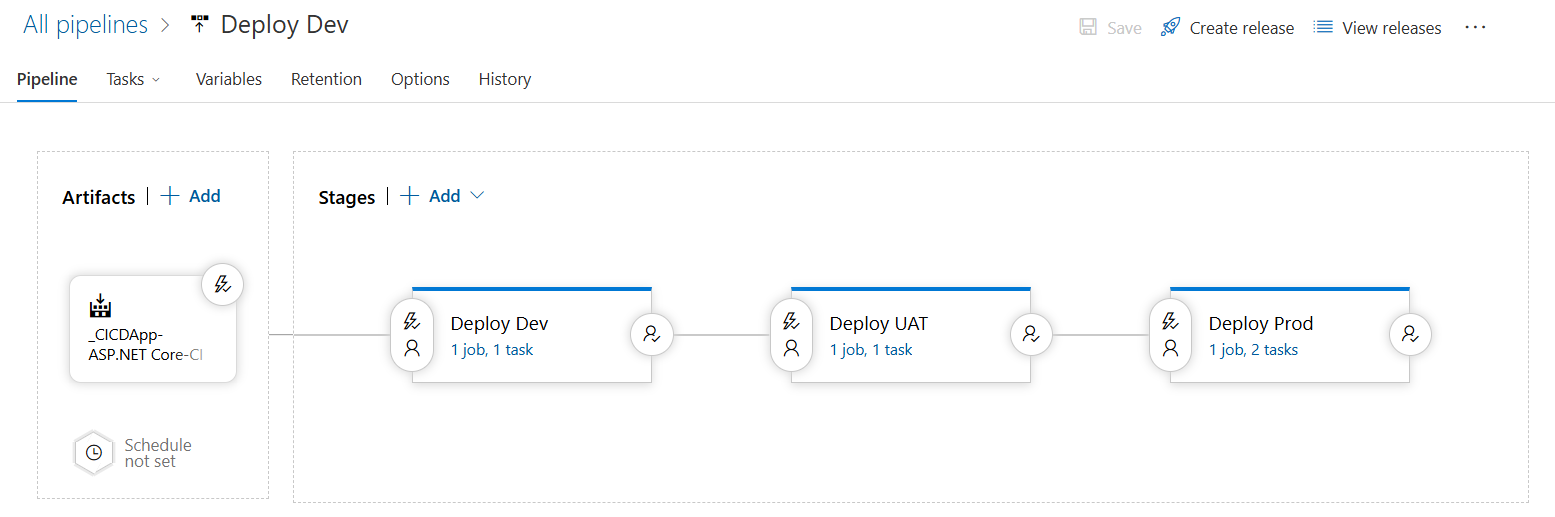 All pipelines > Deploy Dev
Save Create release View releases ...
Pipeline Tasks Variables Retention Options History
Artifacts | + Add
Stages | + Add
_CICDApp-
ASP.NET Core-CI
Deploy Dev
1 job, 1 task
Deploy UAT
1 job, 1 task
Deploy Prod
1 job, 2 tasks
Schedule
not set